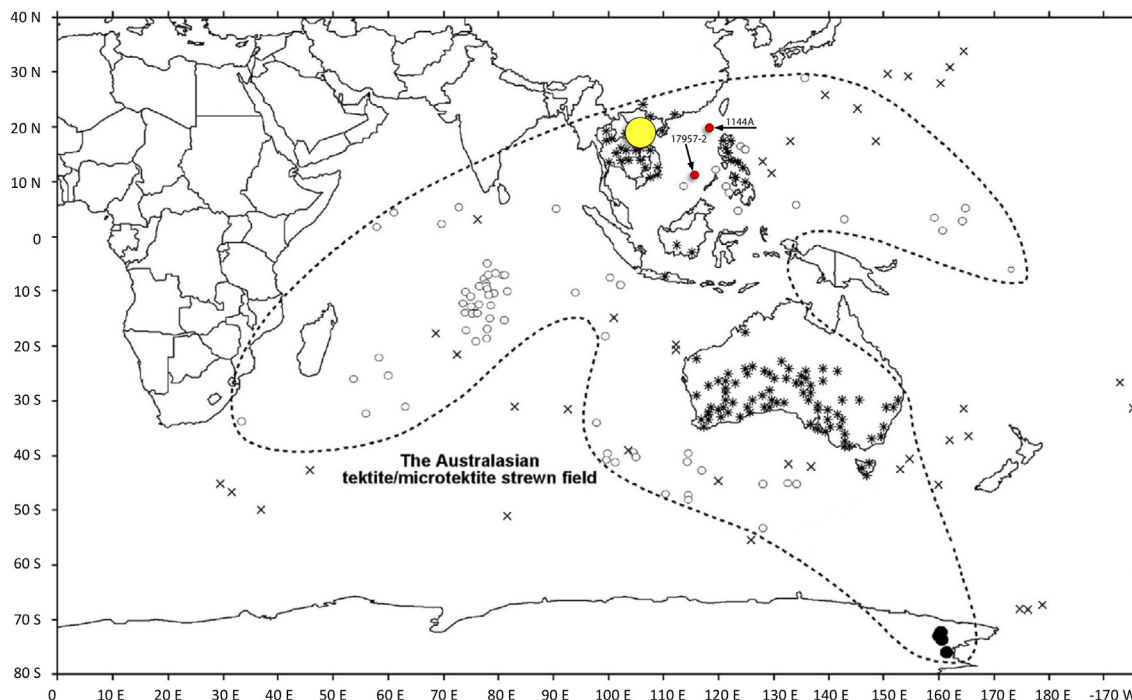 40 N
30 N
20 N
10 N
0
10 S
20 S
30 S
40 S
50 S
60 S
70 S
80 S
1144A
17957-2
The Australasian
tektite/microtektite strewn field
0 10 E 20 E 30 E 40 E 50 E 60 E 70 E 80 E 90 E 100 E 110 E 120 E 130 E 140 E 150 E 160 E 170 E -170 W